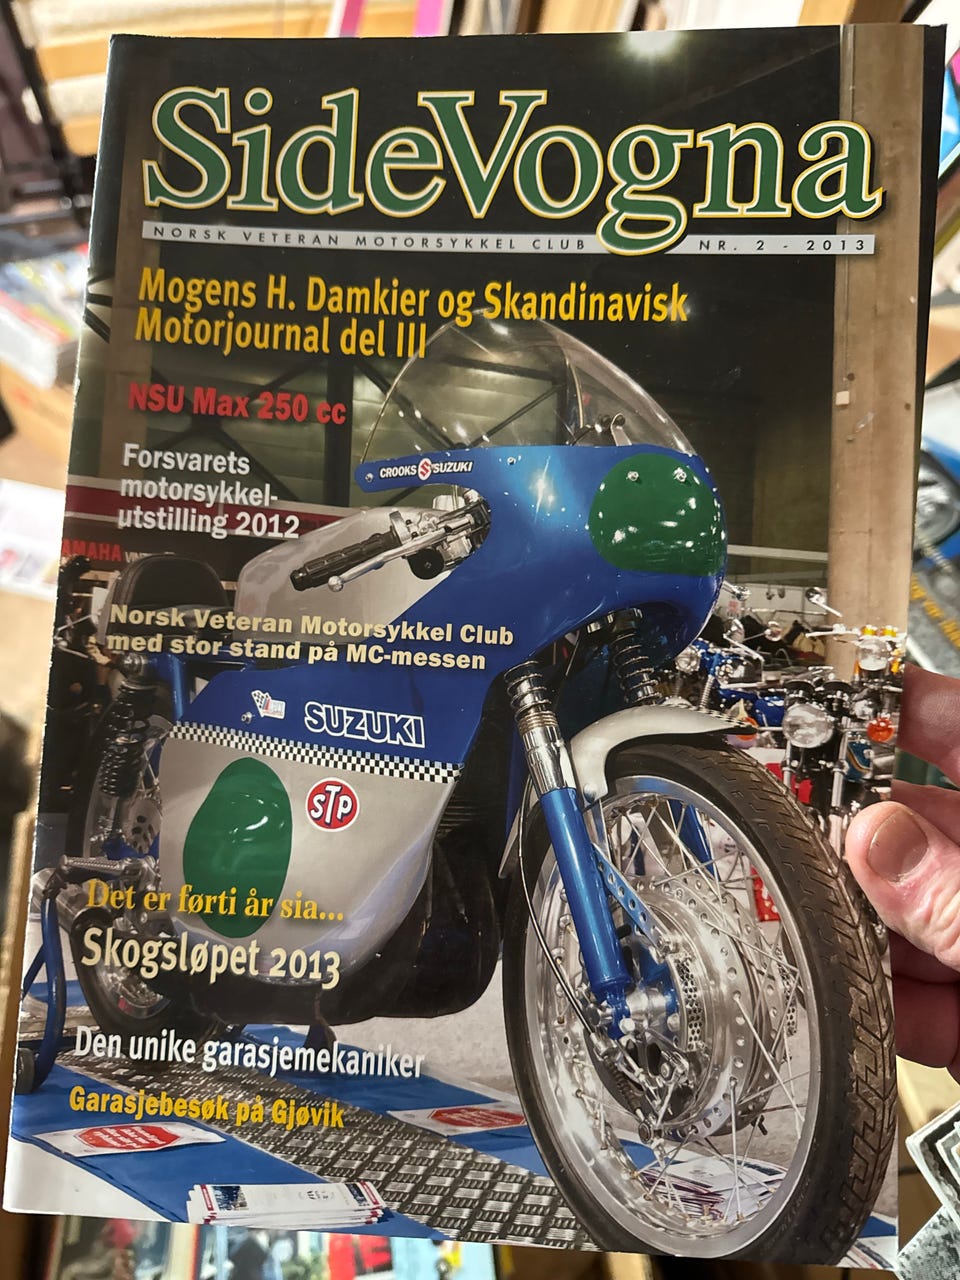 SideVogna
NORSK VETERAN MOTORSYKKEL CLUB NR. 2 - 2013
Mogens H. Damkier og Skandinavisk
Motorjournal del III
NSU Max 250 cc
CROOKS S SUZUKI
Forsvarets
motorsykkel-
utstilling 2012
YAMAHA
Norsk Veteran Motorsykkel Club
med stor stand på MC-messen
SUZUKI
STP
Det er førti år sia...
Skogsløpet 2013
Den unike garasjemekaniker
Garasjebesøk på Gjøvik